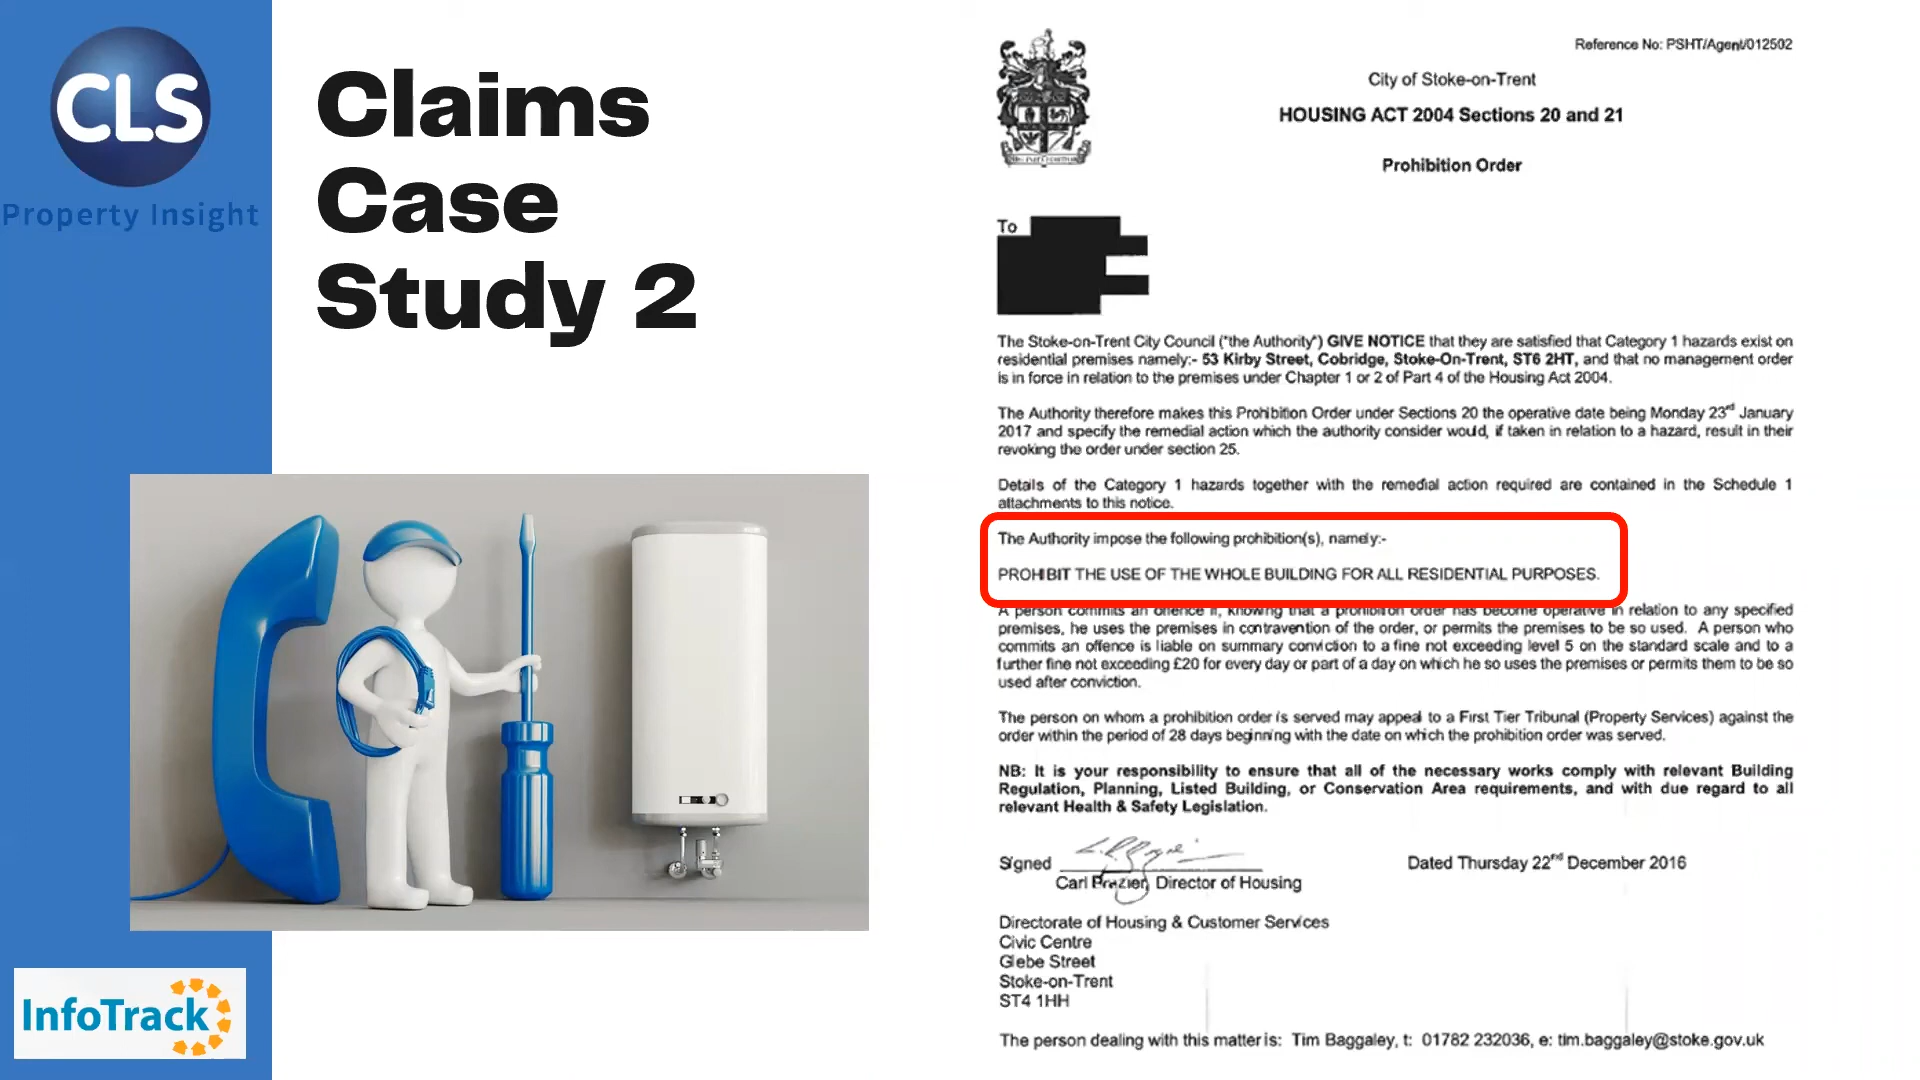 CLS
Property Insight
Claims
Case
Study 2
InfoTrack
Reference No: PSHT/Agent/012502
City of Stoke-on-Trent
HOUSING ACT 2004 Sections 20 and 21
Prohibition Order
To
The Stoke-on-Trent City Council ("the Authority") GIVE NOTICE that they are satisfied that Category 1 hazards exist on
residential premises namely:- 53 Kirby Street, Cobridge, Stoke-On-Trent, ST6 2HT, and that no management order
is in force in relation to the premises under Chapter 1 or 2 of Part 4 of the Housing Act 2004.
The Authority therefore makes this Prohibition Order under Sections 20 the operative date being Monday 23rd January
2017 and specify the remedial action which the authority consider would, if taken in relation to a hazard, result in their
revoking the order under section 25.
Details of the Category 1 hazards together with the remedial action required are contained in the Schedule 1
attachments to this notice.
The Authority impose the following prohibition(s), namely:-
PROHIBIT THE USE OF THE WHOLE BUILDING FOR ALL RESIDENTIAL PURPOSES.
A person commits an offence if, knowing that a prohibition order has become operative in relation to any specified
premises, he uses the premises in contravention of the order, or permits the premises to be so used. A person who
commits an offence is liable on summary conviction to a fine not exceeding level 5 on the standard scale and to a
further fine not exceeding £20 for every day or part of a day on which he so uses the premises or permits them to be so
used after conviction.
The person on whom a prohibition order is served may appeal to a First Tier Tribunal (Property Services) against the
order within the period of 28 days beginning with the date on which the prohibition order was served.
NB: It is your responsibility to ensure that all of the necessary works comply with relevant Building
Regulation, Planning, Listed Building, or Conservation Area requirements, and with due regard to all
relevant Health & Safety Legislation.
Signed
Dated Thursday 22nd December 2016
Carl Brazier, Director of Housing
Directorate of Housing & Customer Services
Civic Centre
Glebe Street
Stoke-on-Trent
ST4 1HH
The person dealing with this matter is: Tim Baggaley, t: 01782 232036, e: tim.baggaley@stoke.gov.uk